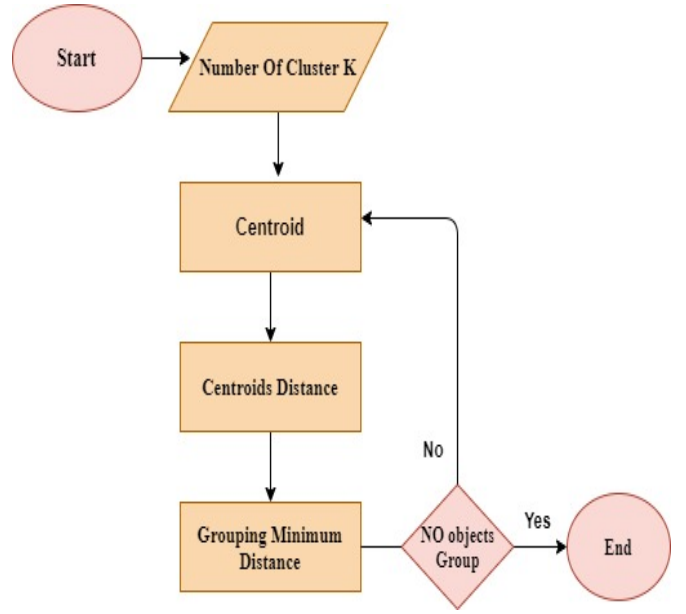 Start
Number Of Cluster K
Centroid
Centroids Distance
Grouping Minimum
Distance
NO objects
Group
No
Yes
End